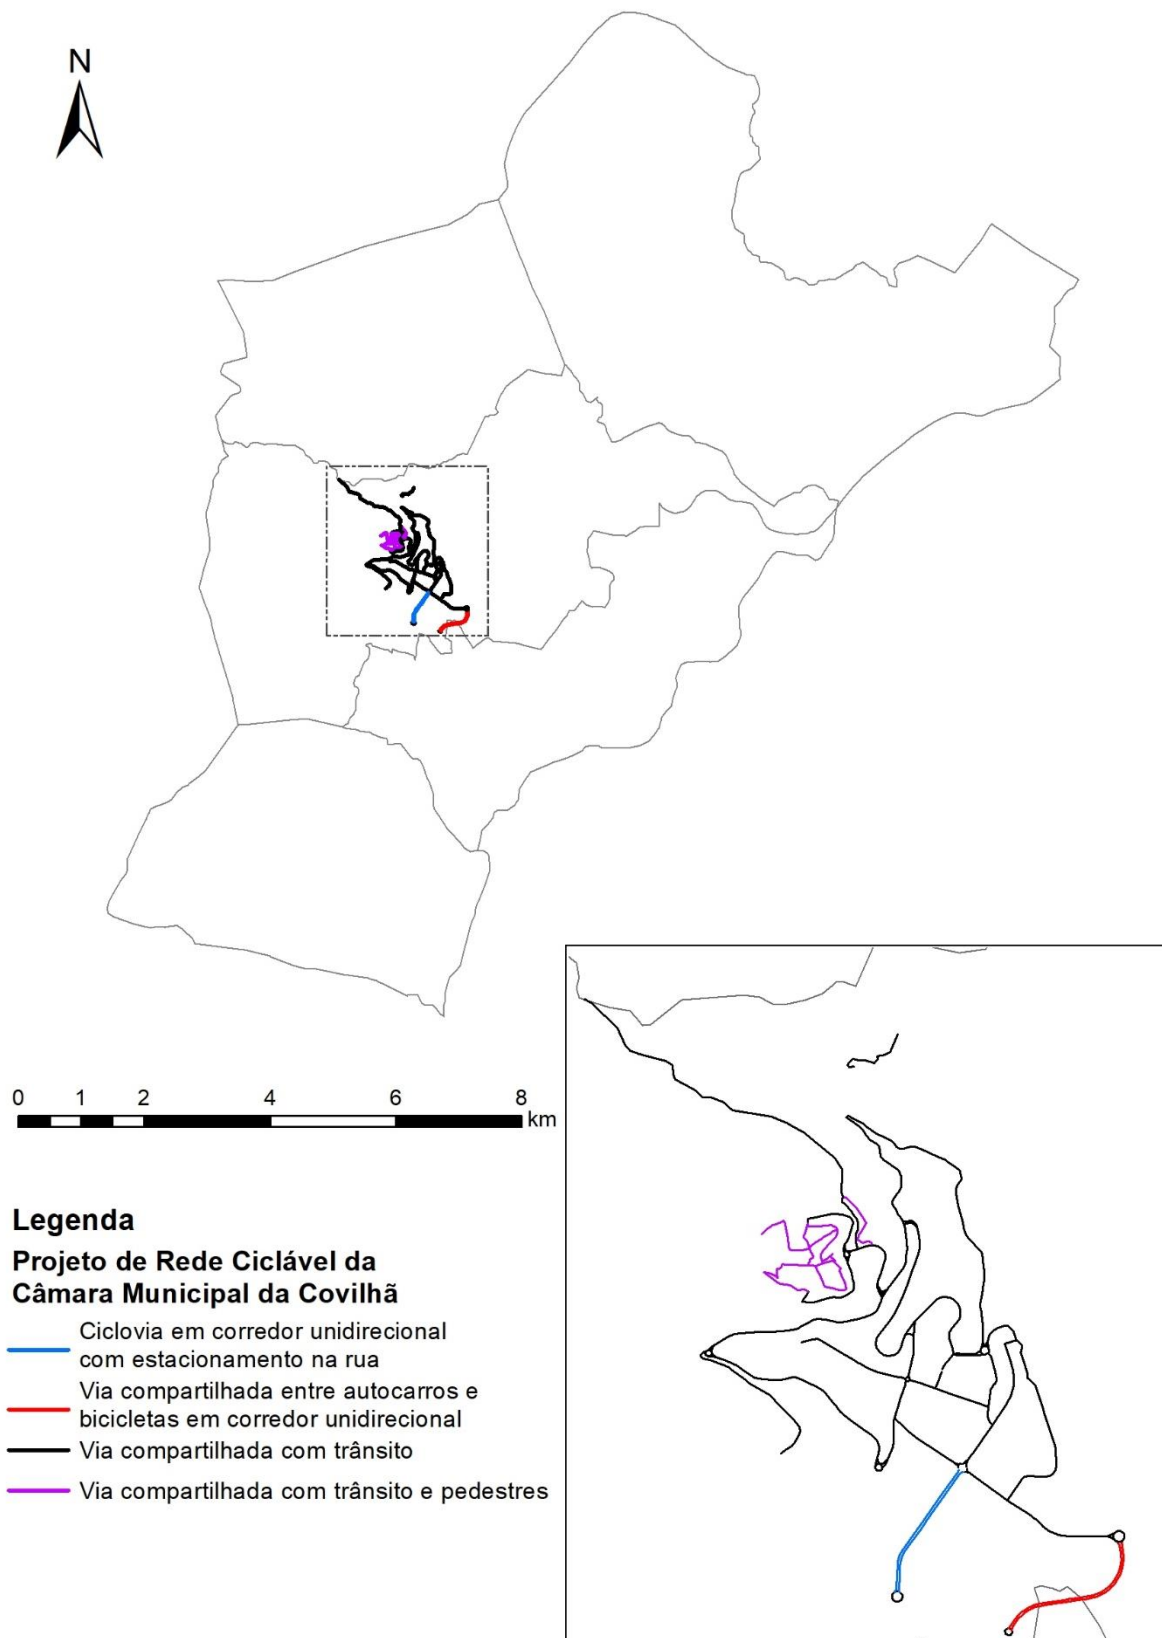 N
0 1 2 4 6 8
km
Legenda
Projeto de Rede Ciclável da
Câmara Municipal da Covilhã
Ciclovia em corredor unidirecional
com estacionamento na rua
Via compartilhada entre autocarros e
bicicletas em corredor unidirecional
Via compartilhada com trânsito
Via compartilhada com trânsito e pedestres